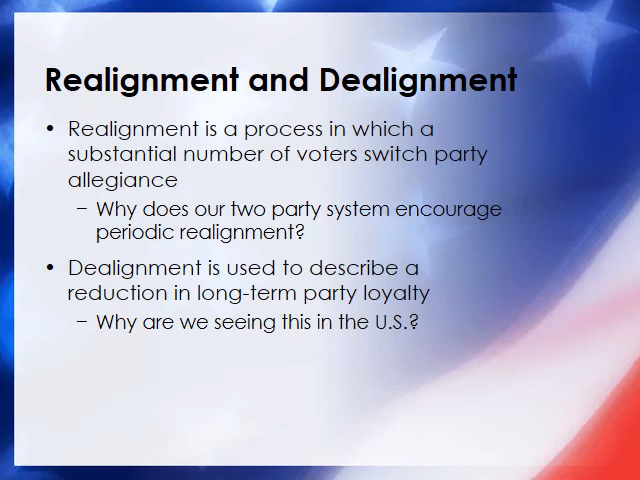 Realignment and Dealignment
• Realignment is a process in which a
substantial number of voters switch party
allegiance
– Why does our two party system encourage
periodic realignment?
• Dealignment is used to describe a
reduction in long-term party loyalty
– Why are we seeing this in the U.S.?